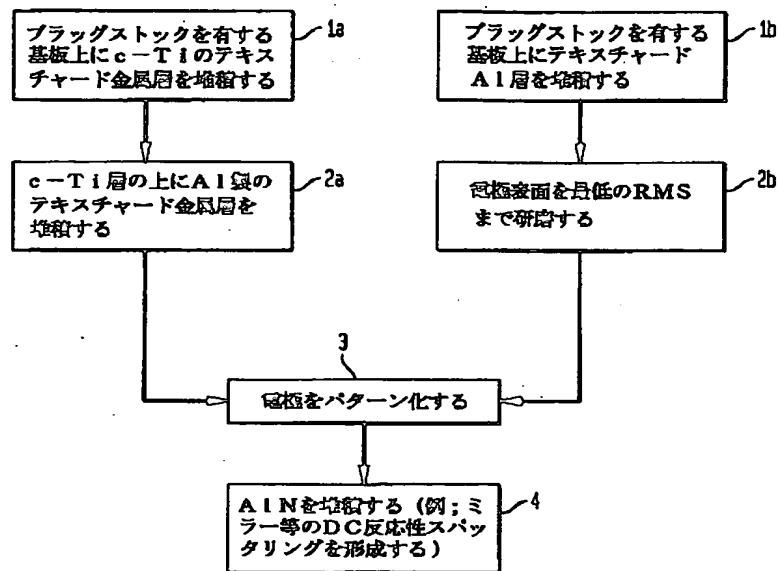 ブラッグストックを有する
基板上にc－Tiのテキス
チャード金属層を堆積する
1a
ブラッグストックを有する
基板上にテキスチャード
Al層を堆積する
1b
c－Ti層の上にAl製の
テキスチャード金属層を
堆積する
2a
電極表面を最低のRMS
まで研磨する
2b
3
電極をパターン化する
AlNを堆積する（例；ミ
ラー等のDC反応性スパッ
タリングを形成する）
4